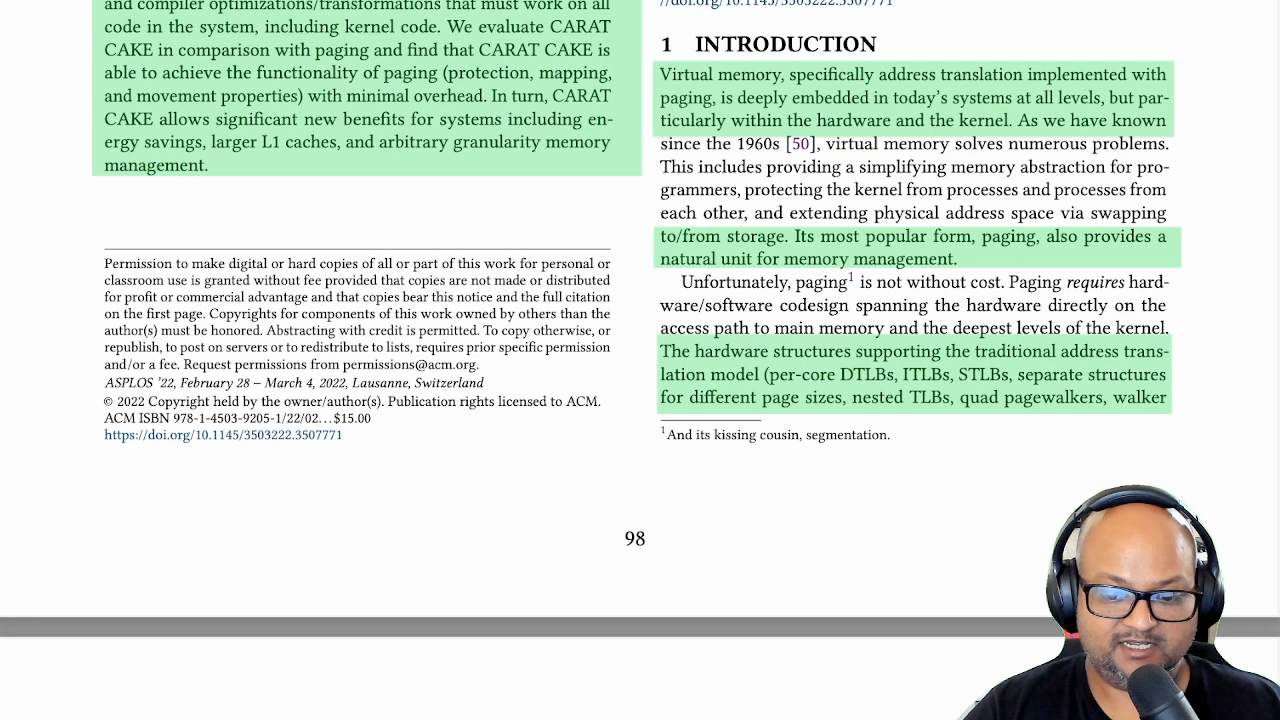 and compiler optimizations/transformations that must work on all
code in the system, including kernel code. We evaluate CARAT
CAKE in comparison with paging and find that CARAT CAKE is
able to achieve the functionality of paging (protection, mapping,
and movement properties) with minimal overhead. In turn, CARAT
CAKE allows significant new benefits for systems including en-
ergy savings, larger L1 caches, and arbitrary granularity memory
management.
Permission to make digital or hard copies of all or part of this work for personal or
classroom use is granted without fee provided that copies are not made or distributed
for profit or commercial advantage and that copies bear this notice and the full citation
on the first page. Copyrights for components of this work owned by others than the
author(s) must be honored. Abstracting with credit is permitted. To copy otherwise, or
republish, to post on servers or to redistribute to lists, requires prior specific permission
and/or a fee. Request permissions from permissions@acm.org.
ASPLOS '22, February 28 – March 4, 2022, Lausanne, Switzerland
© 2022 Copyright held by the owner/author(s). Publication rights licensed to ACM.
ACM ISBN 978-1-4503-9205-1/22/02...$15.00
https://doi.org/10.1145/3503222.3507771
//doi.org/10.1145/3503222.3507771
1 INTRODUCTION
Virtual memory, specifically address translation implemented with
paging, is deeply embedded in today's systems at all levels, but par-
ticularly within the hardware and the kernel. As we have known
since the 1960s [50], virtual memory solves numerous problems.
This includes providing a simplifying memory abstraction for pro-
grammers, protecting the kernel from processes and processes from
each other, and extending physical address space via swapping
to/from storage. Its most popular form, paging, also provides a
natural unit for memory management.
Unfortunately, paging¹ is not without cost. Paging requires hard-
ware/software codesign spanning the hardware directly on the
access path to main memory and the deepest levels of the kernel.
The hardware structures supporting the traditional address trans-
lation model (per-core DTLBs, ITLBs, STLBs, separate structures
for different page sizes, nested TLBs, quad pagewalkers, walker
¹And its kissing cousin, segmentation.
98